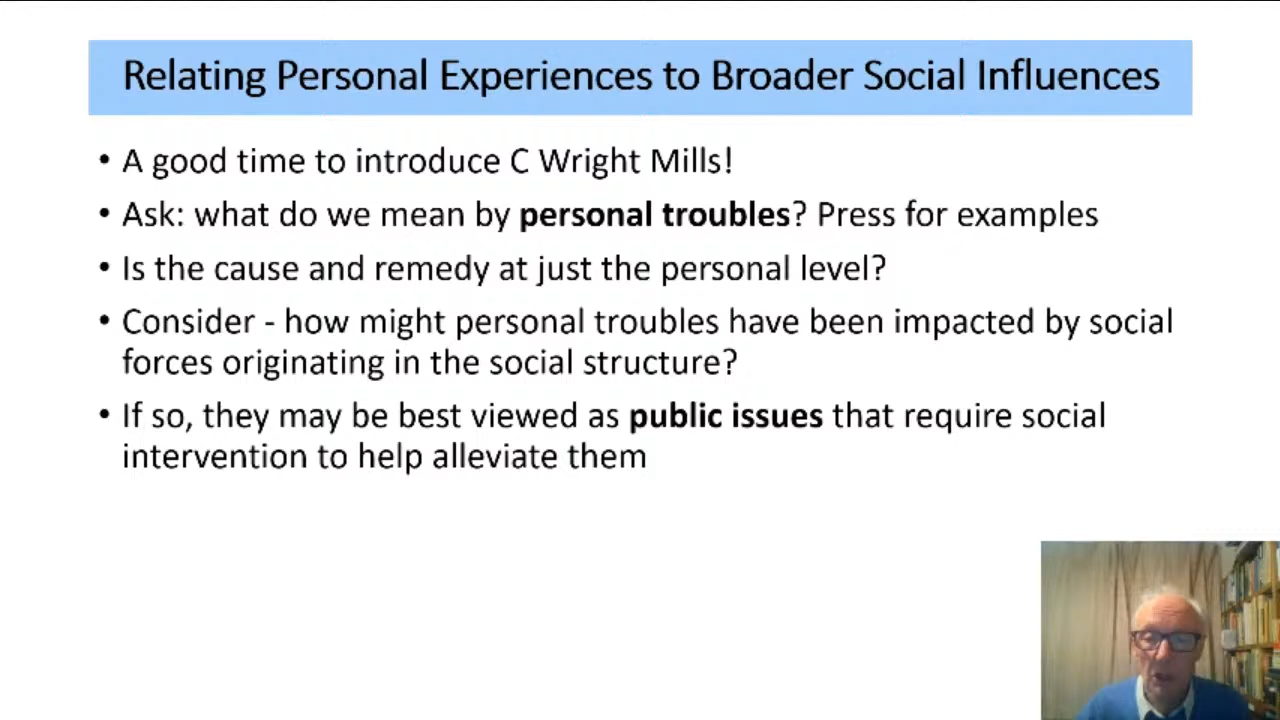 Relating Personal Experiences to Broader Social Influences
• A good time to introduce C Wright Mills!
• Ask: what do we mean by personal troubles? Press for examples
• Is the cause and remedy at just the personal level?
• Consider - how might personal troubles have been impacted by social
forces originating in the social structure?
• If so, they may be best viewed as public issues that require social
intervention to help alleviate them